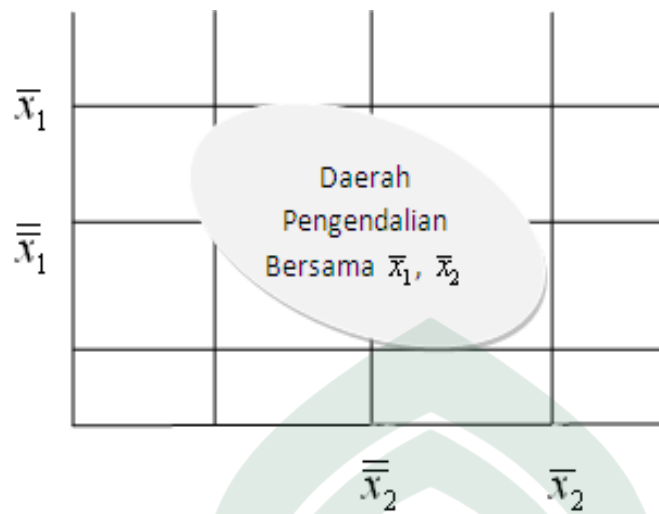 x̅₁
Daerah
Pengendalian
Bersama x̅₁, x̅₂
x̿₁
x̿₂ x̅₂